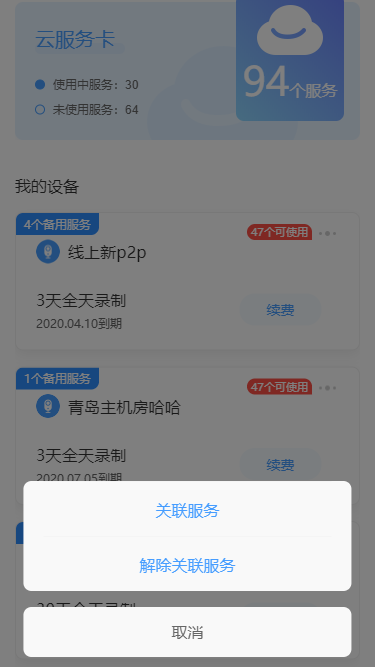 云服务卡
94个服务
使用中服务：30
未使用服务：64
我的设备
4个备用服务
47个可使用
线上新p2p
3天全天录制
2020.04.10到期
续费
1个备用服务
47个可使用
青岛主机房哈哈
3天全天录制
2020.07.05到期
续费
关联服务
解除关联服务
取消